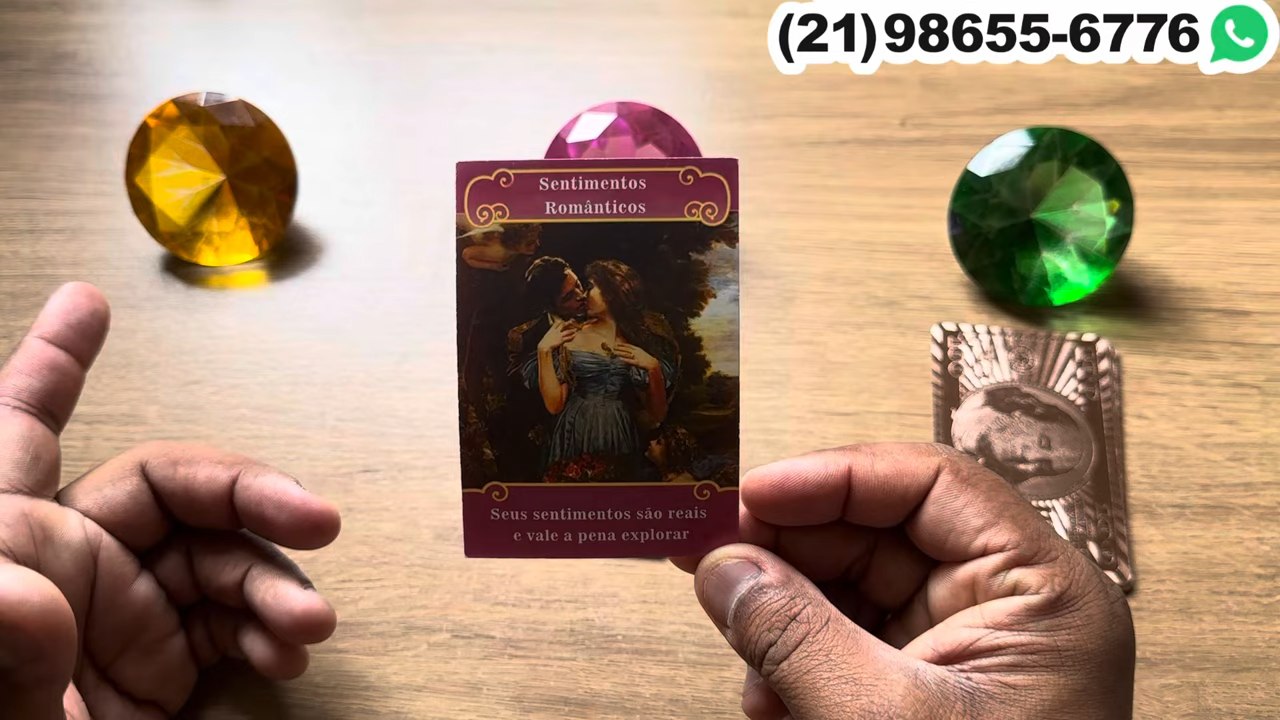 (21)98655-6776
Sentimentos
Românticos
Seus sentimentos são reais
e vale a pena explorar